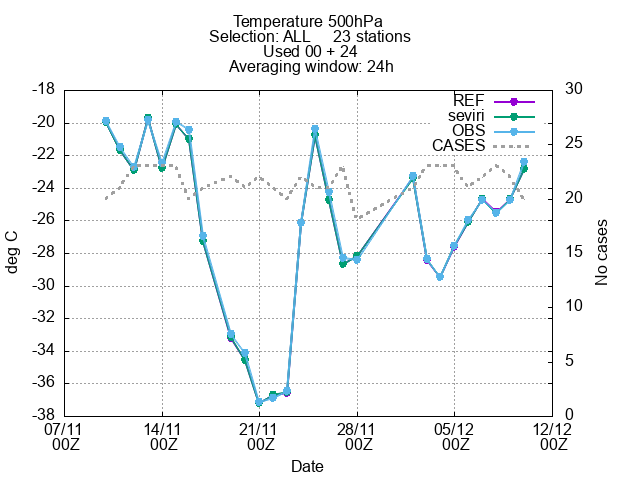 Temperature 500hPa
Selection: ALL 23 stations
Used 00 + 24
Averaging window: 24h
REF
seviri
OBS
CASES
-18
-20
-22
-24
-26
-28
-30
-32
-34
-36
-38
30
25
20
15
10
5
0
deg C
No cases
07/11 14/11 21/11 28/11 05/12 12/12
00Z 00Z 00Z 00Z 00Z 00Z
Date